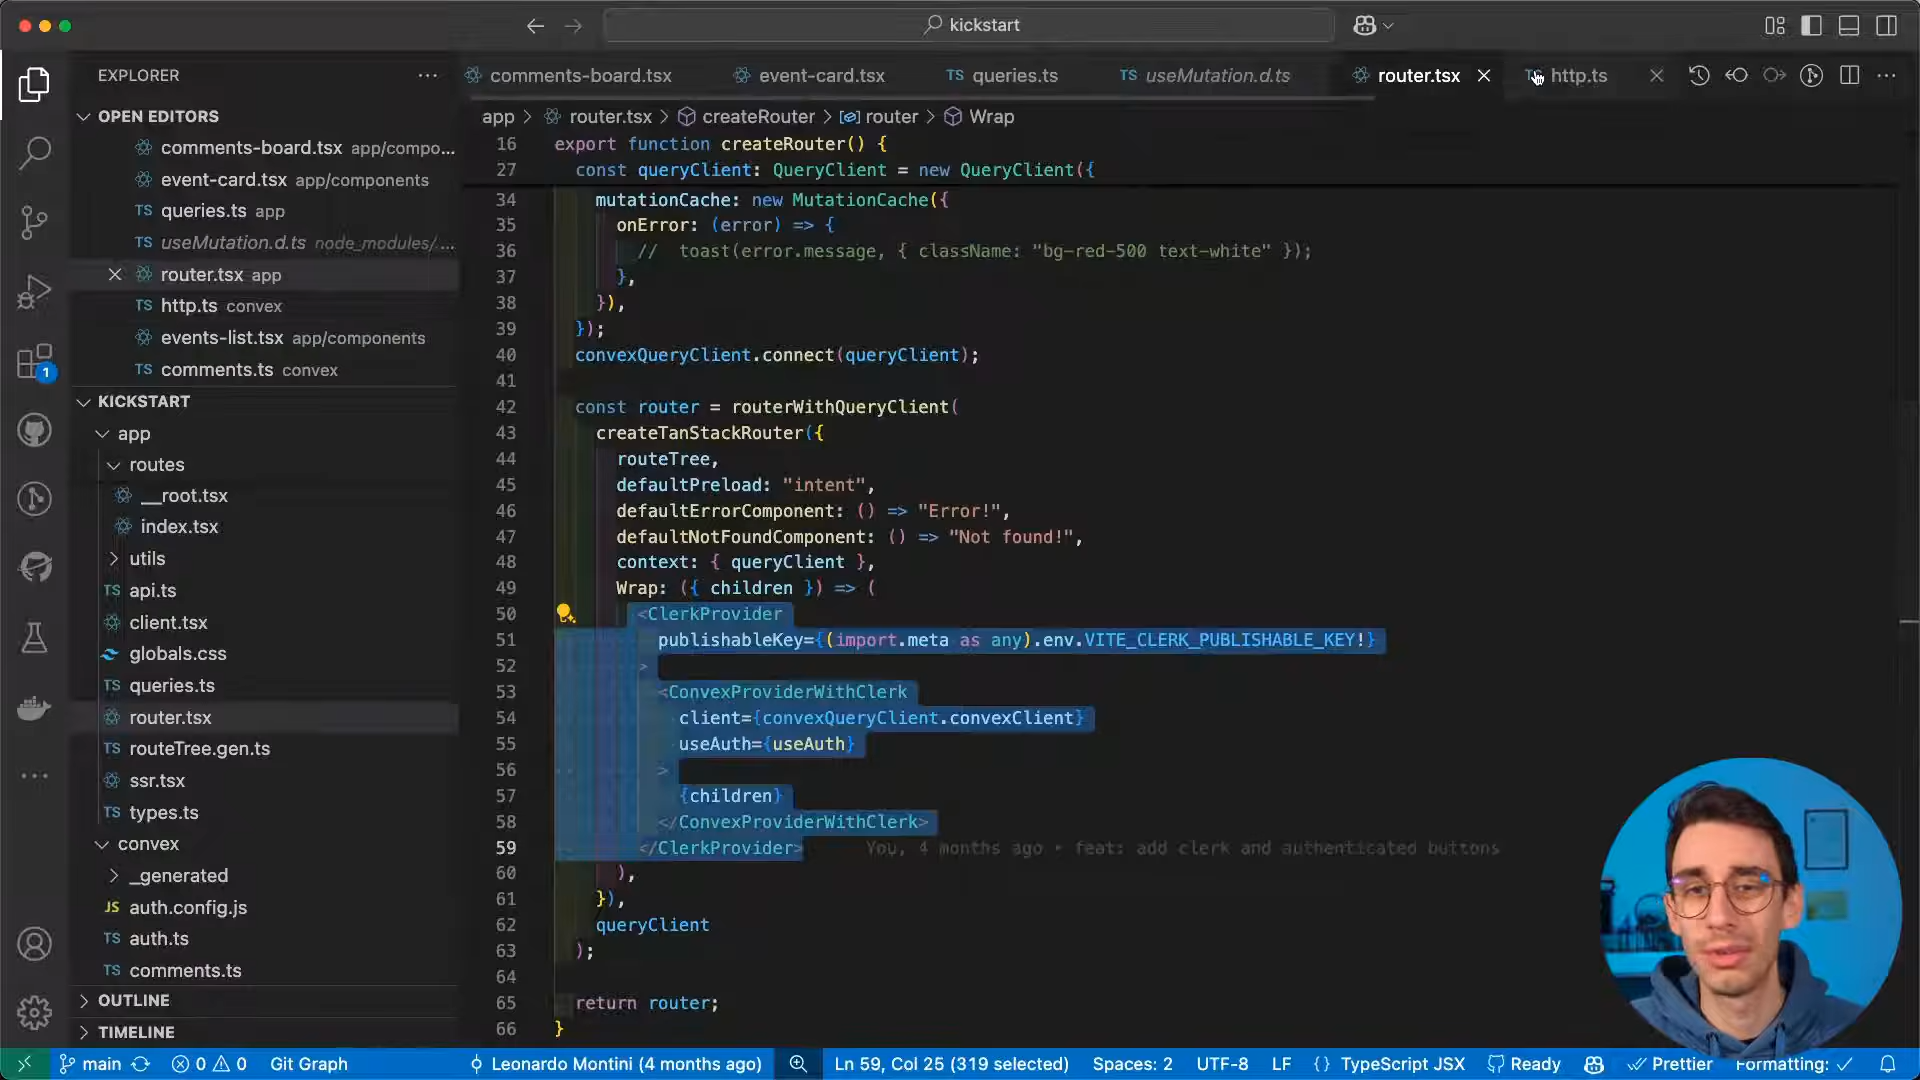 kickstart
EXPLORER
OPEN EDITORS
comments-board.tsx app/compo...
event-card.tsx app/components
TS queries.ts app
TS useMutation.d.ts node_modules/...
router.tsx app
TS http.ts convex
events-list.tsx app/components
TS comments.ts convex
KICKSTART
app
routes
__root.tsx
index.tsx
utils
TS api.ts
client.tsx
globals.css
TS queries.ts
router.tsx
TS routeTree.gen.ts
ssr.tsx
TS types.ts
convex
_generated
JS auth.config.js
TS auth.ts
TS comments.ts
OUTLINE
TIMELINE
1
comments-board.tsx
event-card.tsx
TS queries.ts
TS useMutation.d.ts
router.tsx
http.ts
app > router.tsx > createRouter > router > Wrap
16 export function createRouter() {
27 const queryClient: QueryClient = new QueryClient({
34 mutationCache: new MutationCache({
35 onError: (error) => {
36 // toast(error.message, { className: "bg-red-500 text-white" });
37 },
38 }),
39 });
40 convexQueryClient.connect(queryClient);
41
42 const router = routerWithQueryClient(
43 createTanStackRouter({
44 routeTree,
45 defaultPreload: "intent",
46 defaultErrorComponent: () => "Error!",
47 defaultNotFoundComponent: () => "Not found!",
48 context: { queryClient },
49 Wrap: ({ children }) => (
50 <ClerkProvider
51 publishableKey={(import.meta as any).env.VITE_CLERK_PUBLISHABLE_KEY!}
52 >
53 <ConvexProviderWithClerk
54 client={convexQueryClient.convexClient}
55 useAuth={useAuth}
56 >
57 {children}
58 </ConvexProviderWithClerk>
59 </ClerkProvider> You, 4 months ago • feat: add clerk and authenticated buttons
60 ),
61 }),
62 queryClient
63 );
64
65 return router;
66 }
main 0 0 Git Graph Leonardo Montini (4 months ago) Ln 59, Col 25 (319 selected) Spaces: 2 UTF-8 LF {} TypeScript JSX Ready Prettier Formatting: ✓